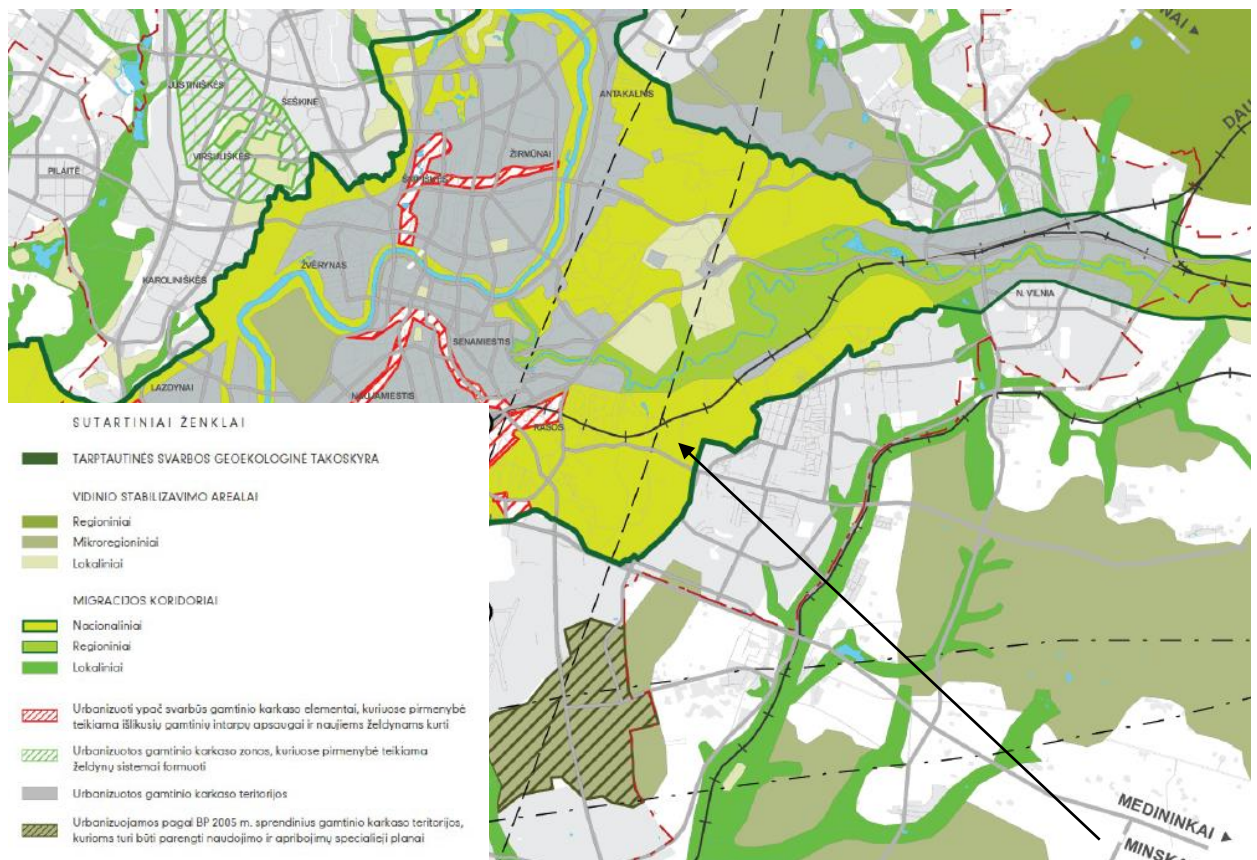 NAI
JUSTINIŠKĖS
ŠEŠKINĖ
ANTAKALNIS
VIRŠULIŠKĖS
ŽIRMŪNAI
PILAITĖ
KAROLINIŠKĖS
ŽVĖRYNAS
N. VILNIA
SENAMIESTIS
LAZDYNAI
NAUJAMIESTIS
RASOS
SUTARTINIAI ŽENKLAI
TARPTAUTINĖS SVARBOS GEOEKOLOGINĖ TAKOSKYRA
VIDINIO STABILIZAVIMO AREALAI
Regioniniai
Mikroregioniniai
Lokaliniai
MIGRACIJOS KORIDORIAI
Nacionaliniai
Regioniniai
Lokaliniai
Urbanizuoti ypač svarbūs gamtinio karkaso elementai, kuriuose pirmenybė
teikiama išlikusių gamtinių intarpų apsaugai ir naujiems želdynams kurti
Urbanizuotos gamtinio karkaso zonos, kuriuose pirmenybė teikiama
želdynų sistemai formuoti
Urbanizuotos gamtinio karkaso teritorijos
Urbanizuojamos pagal BP 2005 m. sprendinius gamtinio karkaso teritorijos,
kurioms turi būti parengti naudojimo ir apribojimų specialieji planai
MEDININKAI
MINSK